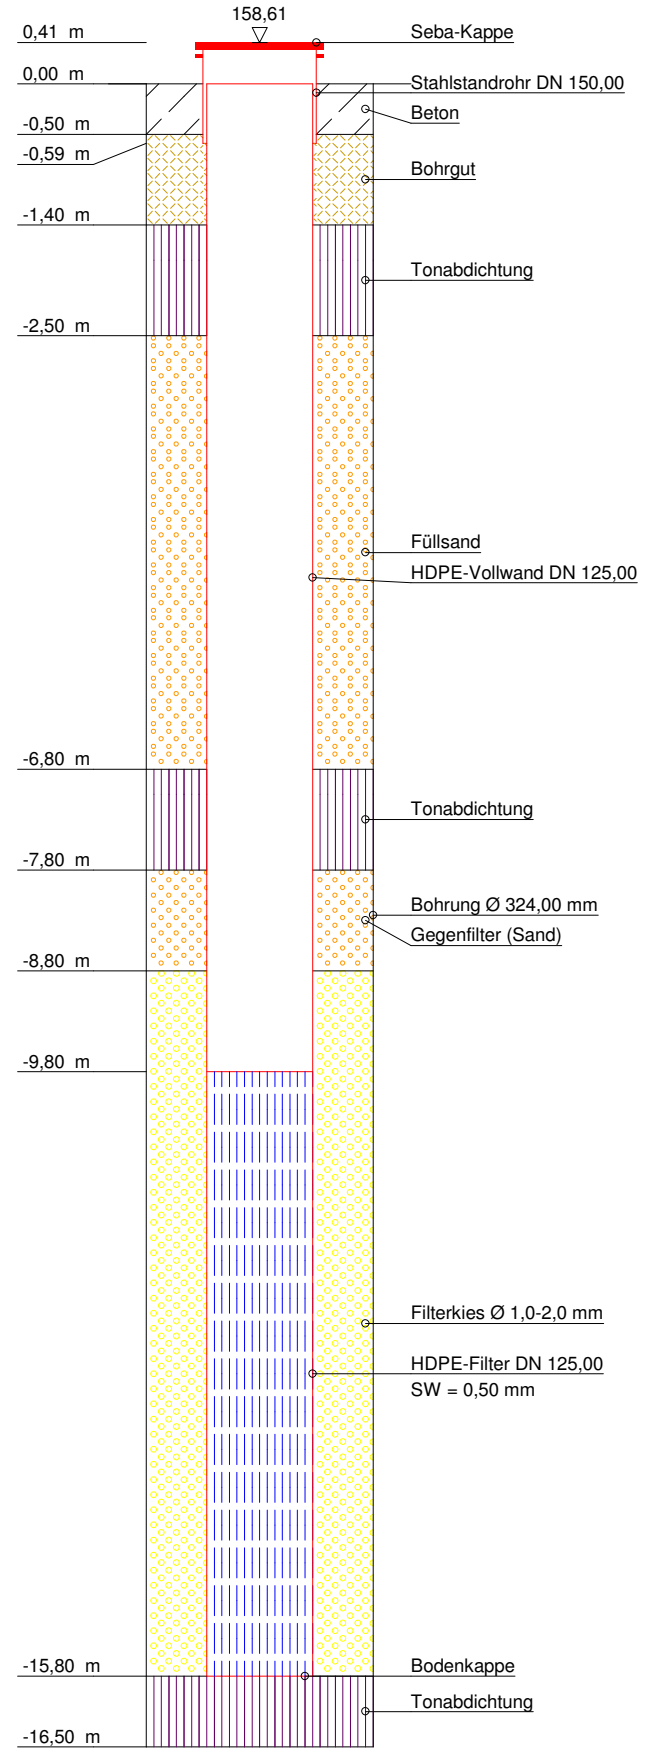 158,61
0,41 m
Seba-Kappe
0,00 m
Stahlstandrohr DN 150,00
Beton
-0,50 m
-0,59 m
Bohrgut
-1,40 m
Tonabdichtung
-2,50 m
Füllsand
HDPE-Vollwand DN 125,00
-6,80 m
Tonabdichtung
-7,80 m
Bohrung Ø 324,00 mm
Gegenfilter (Sand)
-8,80 m
-9,80 m
Filterkies Ø 1,0-2,0 mm
HDPE-Filter DN 125,00
SW = 0,50 mm
-15,80 m
Bodenkappe
Tonabdichtung
-16,50 m